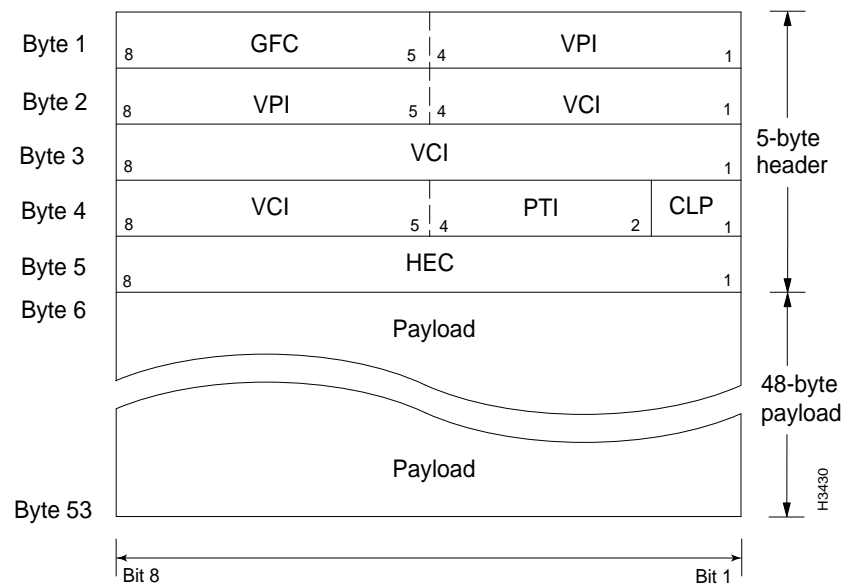 Byte 1
8 GFC 5 4 VPI 1
Byte 2
8 VPI 5 4 VCI 1
Byte 3
8 VCI 1
Byte 4
8 VCI 5 4 PTI 2 CLP 1
Byte 5
8 HEC 1
5-byte
header
Byte 6
Payload
48-byte
payload
Payload
Byte 53
H3430
Bit 8 Bit 1